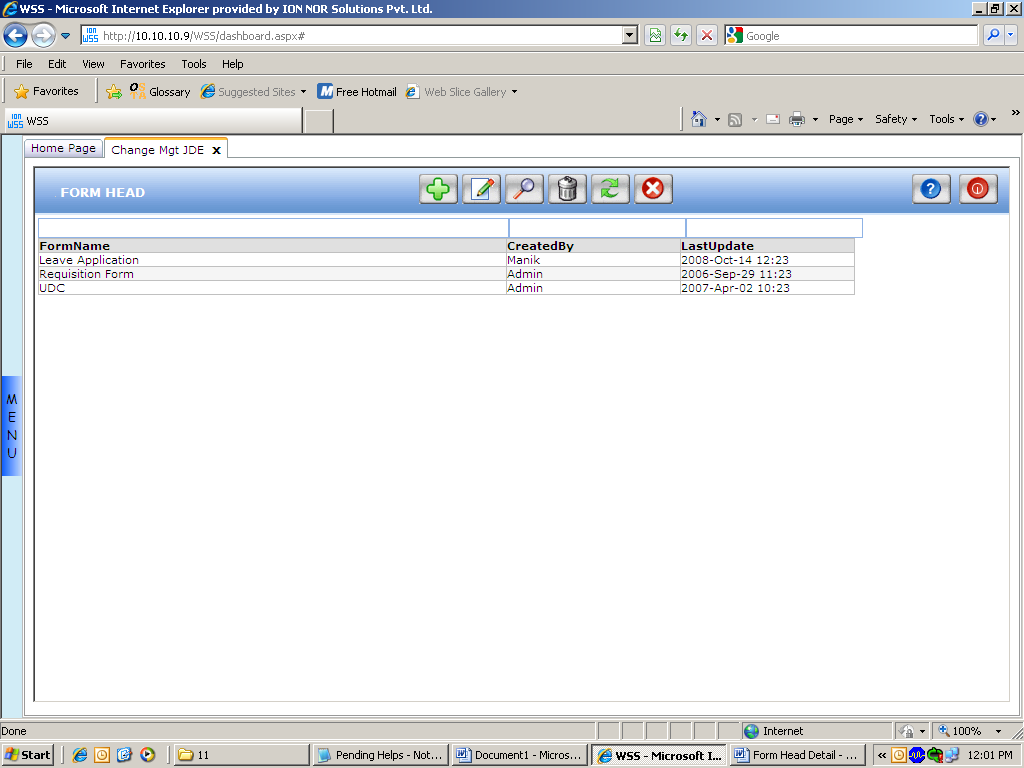 WSS - Microsoft Internet Explorer provided by ION NOR Solutions Pvt. Ltd.
ION WSS http://10.10.10.9/WSS/dashboard.aspx# Google
File Edit View Favorites Tools Help
Favorites Glossary Suggested Sites Free Hotmail Web Slice Gallery
ION WSS WSS Page Safety Tools »
Home Page Change Mgt JDE x
FORM HEAD
FormName CreatedBy LastUpdate
Leave Application Manik 2008-Oct-14 12:23
Requisition Form Admin 2006-Sep-29 11:23
UDC Admin 2007-Apr-02 10:23
M
E
N
U
Done Internet 100%
Start 11 Pending Helps - Not... Document1 - Micros... WSS - Microsoft I... Form Head Detail - ... « 12:01 PM